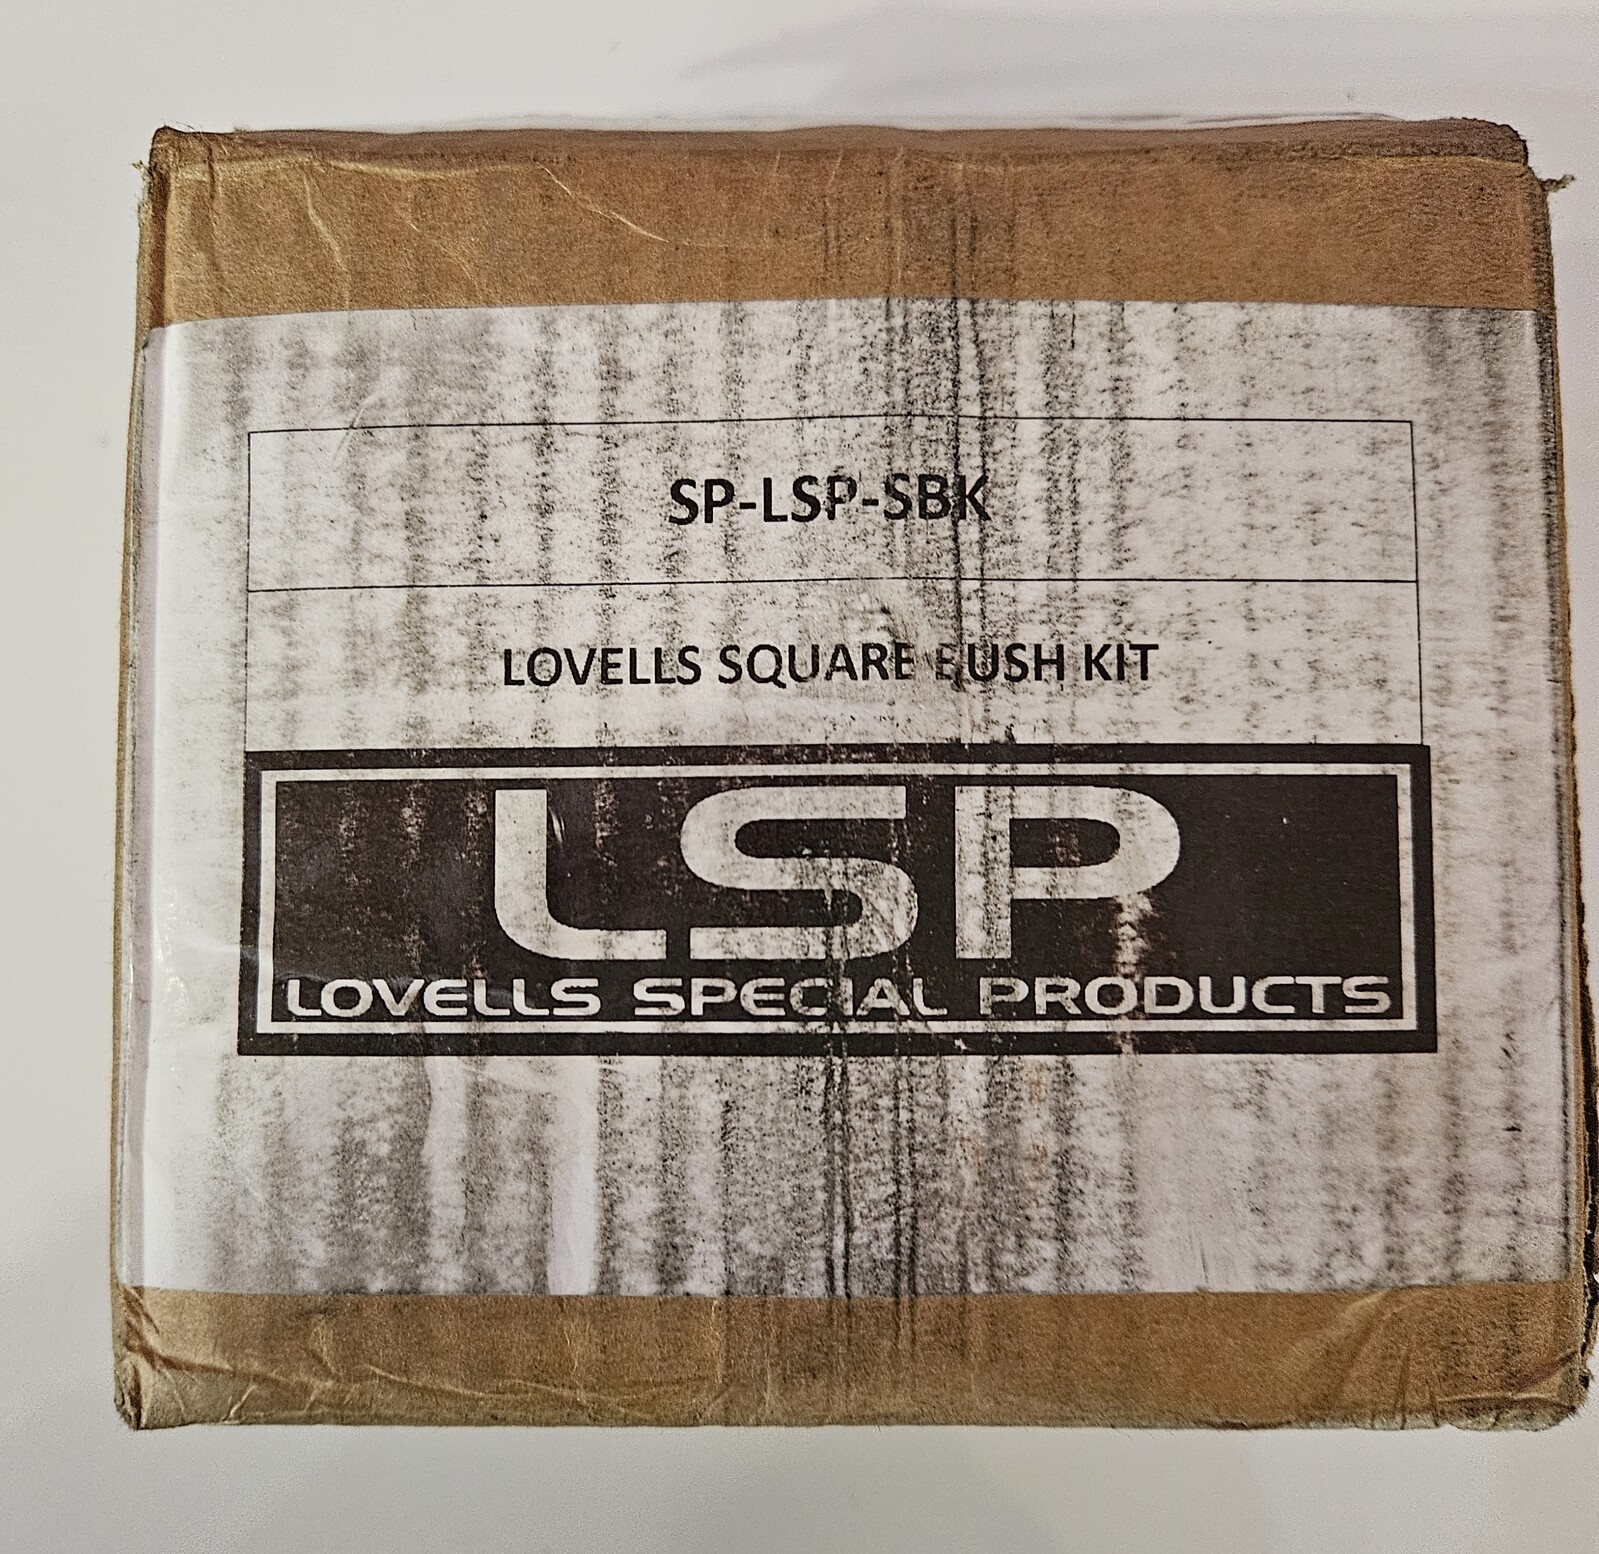 SP-LSP-SBK
LOVELLS SQUARE BUSH KIT
LSP
LOVELLS SPECIAL PRODUCTS